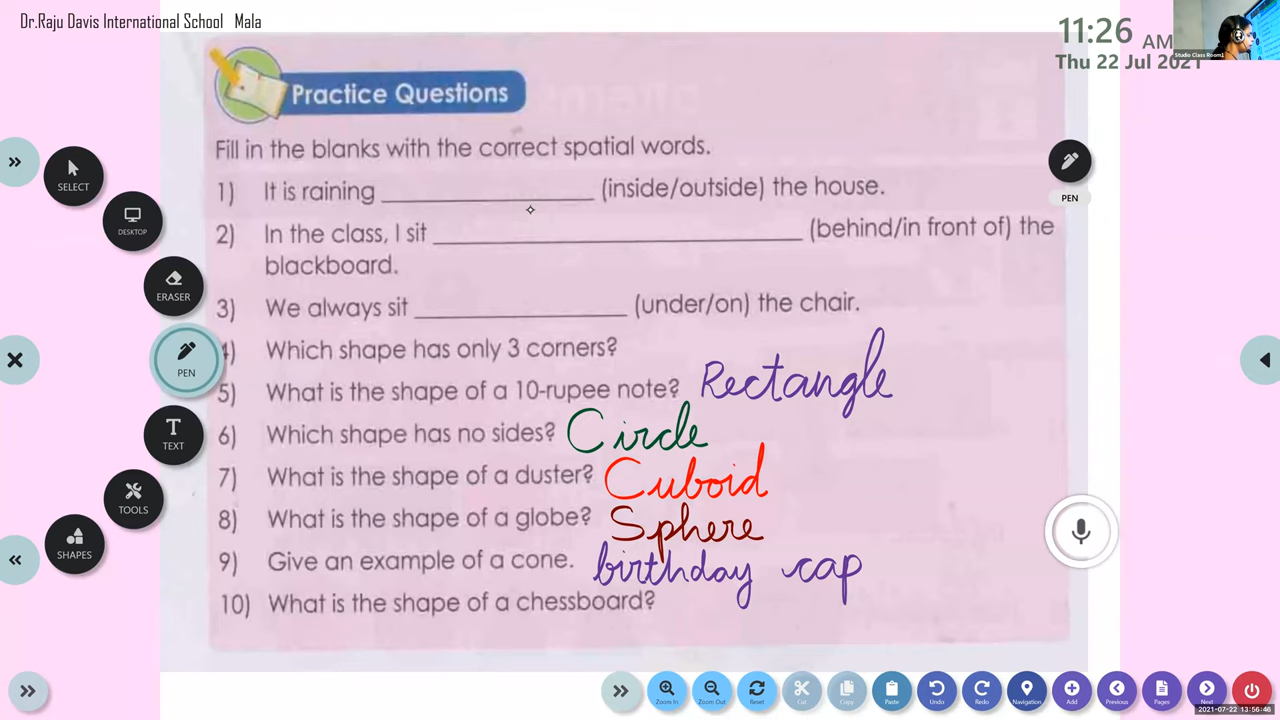 Dr.Raju Davis International School Mala
11:26 AM
Thu 22 Jul 2021
Studio Class Room1
Practice Questions
Fill in the blanks with the correct spatial words.
1) It is raining ____________ (inside/outside) the house.
2) In the class, I sit ____________ (behind/in front of) the
blackboard.
3) We always sit ____________ (under/on) the chair.
4) Which shape has only 3 corners?
5) What is the shape of a 10-rupee note? Rectangle
6) Which shape has no sides? Circle
7) What is the shape of a duster? Cuboid
8) What is the shape of a globe? Sphere
9) Give an example of a cone. birthday cap
10) What is the shape of a chessboard?
SELECT
DESKTOP
ERASER
PEN
TEXT
TOOLS
SHAPES
PEN
Zoom In Zoom Out Reset Cut Copy Paste Undo Redo Navigation Add Previous Pages Next
2021-07-22 13:56:46